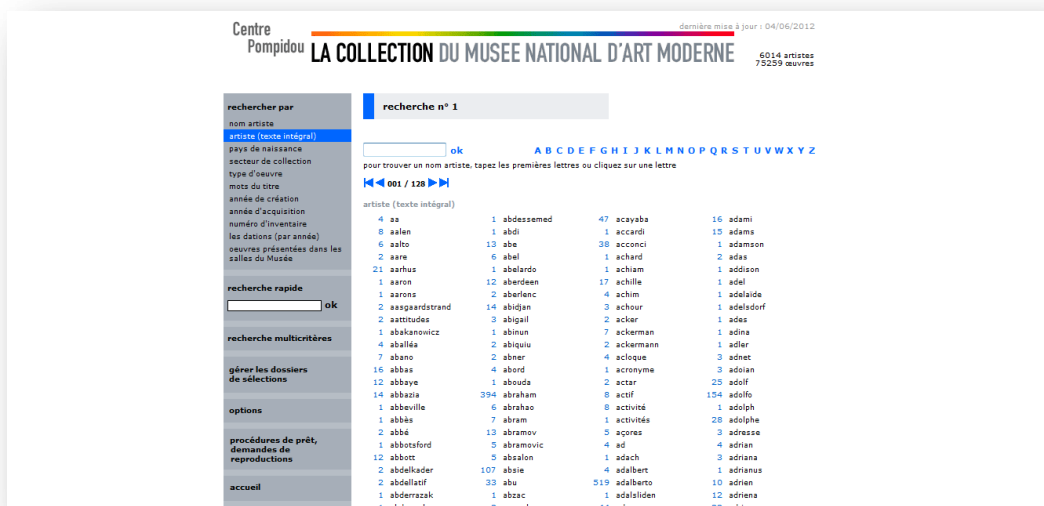 Centre
Pompidou
dernière mise à jour : 04/06/2012
LA COLLECTION DU MUSEE NATIONAL D'ART MODERNE
6014 artistes
75259 œuvres
rechercher par
nom artiste
artiste (texte intégral)
pays de naissance
secteur de collection
type d'oeuvre
mots du titre
année de création
année d'acquisition
numéro d'inventaire
les dations (par année)
oeuvres présentées dans les
salles du Musée
recherche rapide
ok
recherche multicritères
gérer les dossiers
de sélections
options
procédures de prêt,
demandes de
reproductions
accueil
recherche n° 1
ok
A B C D E F G H I J K L M N O P Q R S T U V W X Y Z
pour trouver un nom artiste, tapez les premières lettres ou cliquez sur une lettre
001 / 128
artiste (texte intégral)
4 aa
8 aalen
6 aalto
2 aare
21 aarhus
1 aaron
1 aarons
2 aasgaardstrand
2 aattitudes
1 abakanowicz
4 aballéa
7 abano
16 abbas
12 abbaye
14 abbazia
1 abbeville
1 abbès
2 abbé
1 abbotsford
12 abbott
2 abdelkader
2 abdellatif
1 abderrazak
1 abdessemed
1 abdi
13 abe
6 abel
1 abelardo
12 aberdeen
2 aberlenc
14 abidjan
3 abigail
1 abinun
2 abiquiu
2 abner
4 abord
1 abouda
394 abraham
6 abrahao
7 abram
13 abramov
5 abramovic
5 absalon
107 absie
33 abu
1 abzac
47 acayaba
1 accardi
38 acconci
1 achard
1 achiam
17 achille
4 achim
3 achour
2 acker
7 ackerman
2 ackermann
4 acloque
1 acronyme
2 actar
8 actif
8 activité
1 activités
5 açores
4 ad
1 adach
4 adalbert
519 adalberto
1 adalsliden
16 adami
15 adams
1 adamson
2 adas
1 addison
1 adel
1 adelaide
1 adelsdorf
1 ades
1 adina
1 adler
3 adnet
3 adoian
25 adolf
154 adolfo
1 adolph
28 adolphe
3 adresse
4 adrian
3 adriana
1 adrianus
10 adrien
12 adriena